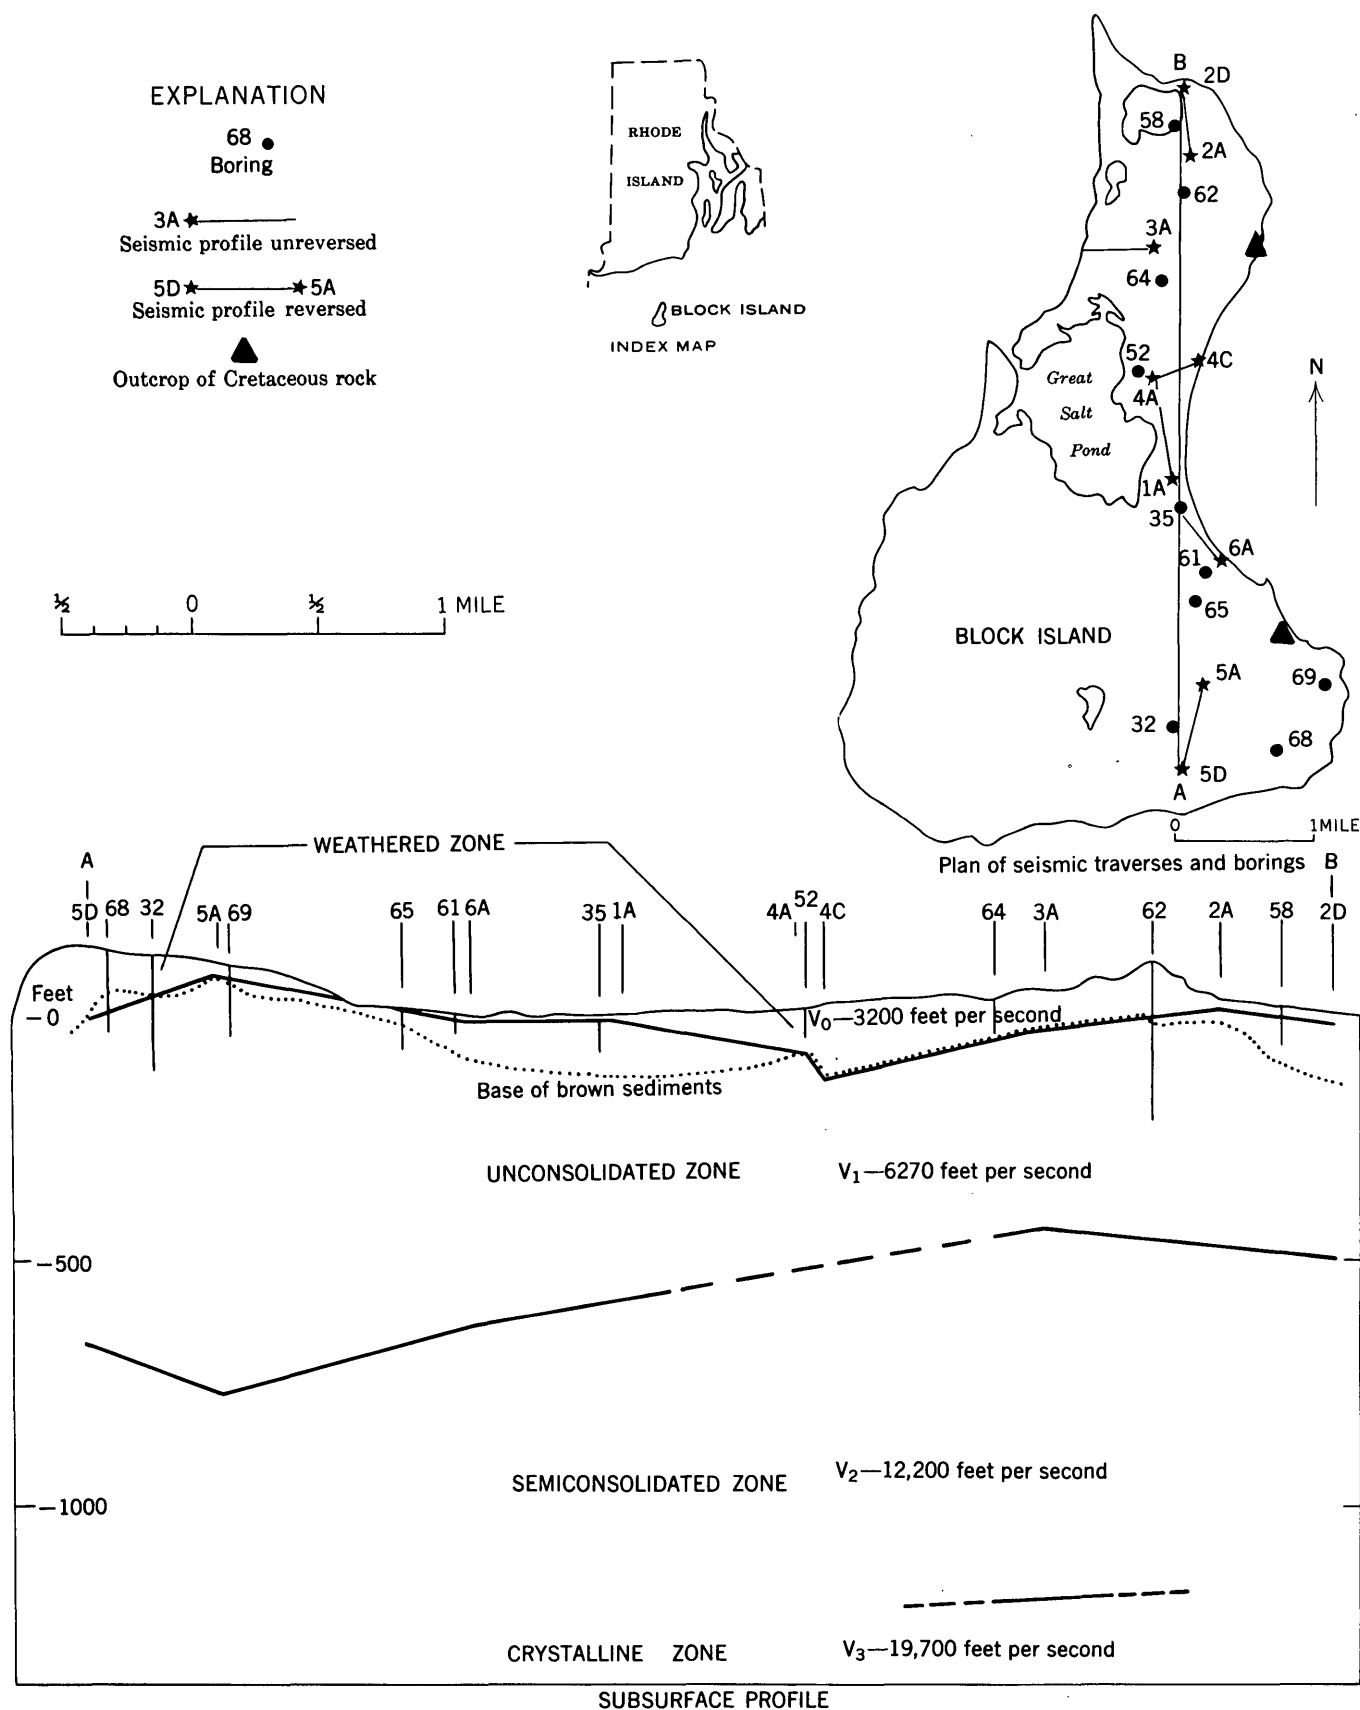 EXPLANATION
68
Boring
3A
Seismic profile unreversed
5D 5A
Seismic profile reversed
Outcrop of Cretaceous rock
RHODE
ISLAND
BLOCK ISLAND
INDEX MAP
½ 0 ½ 1 MILE
B
2D
58
2A
62
3A
64
52
4C
Great
4A
Salt
Pond
N
1A
35
6A
61
65
BLOCK ISLAND
5A
69
32
68
5D
A
0 1MILE
Plan of seismic traverses and borings
WEATHERED ZONE
A B
5D 68 32 5A 69 65 61 6A 35 1A 4A 52 4C 64 3A 62 2A 58 2D
Feet
—0
V₀—3200 feet per second
Base of brown sediments
UNCONSOLIDATED ZONE V₁—6270 feet per second
—500
SEMICONSOLIDATED ZONE V₂—12,200 feet per second
—1000
CRYSTALLINE ZONE V₃—19,700 feet per second
SUBSURFACE PROFILE